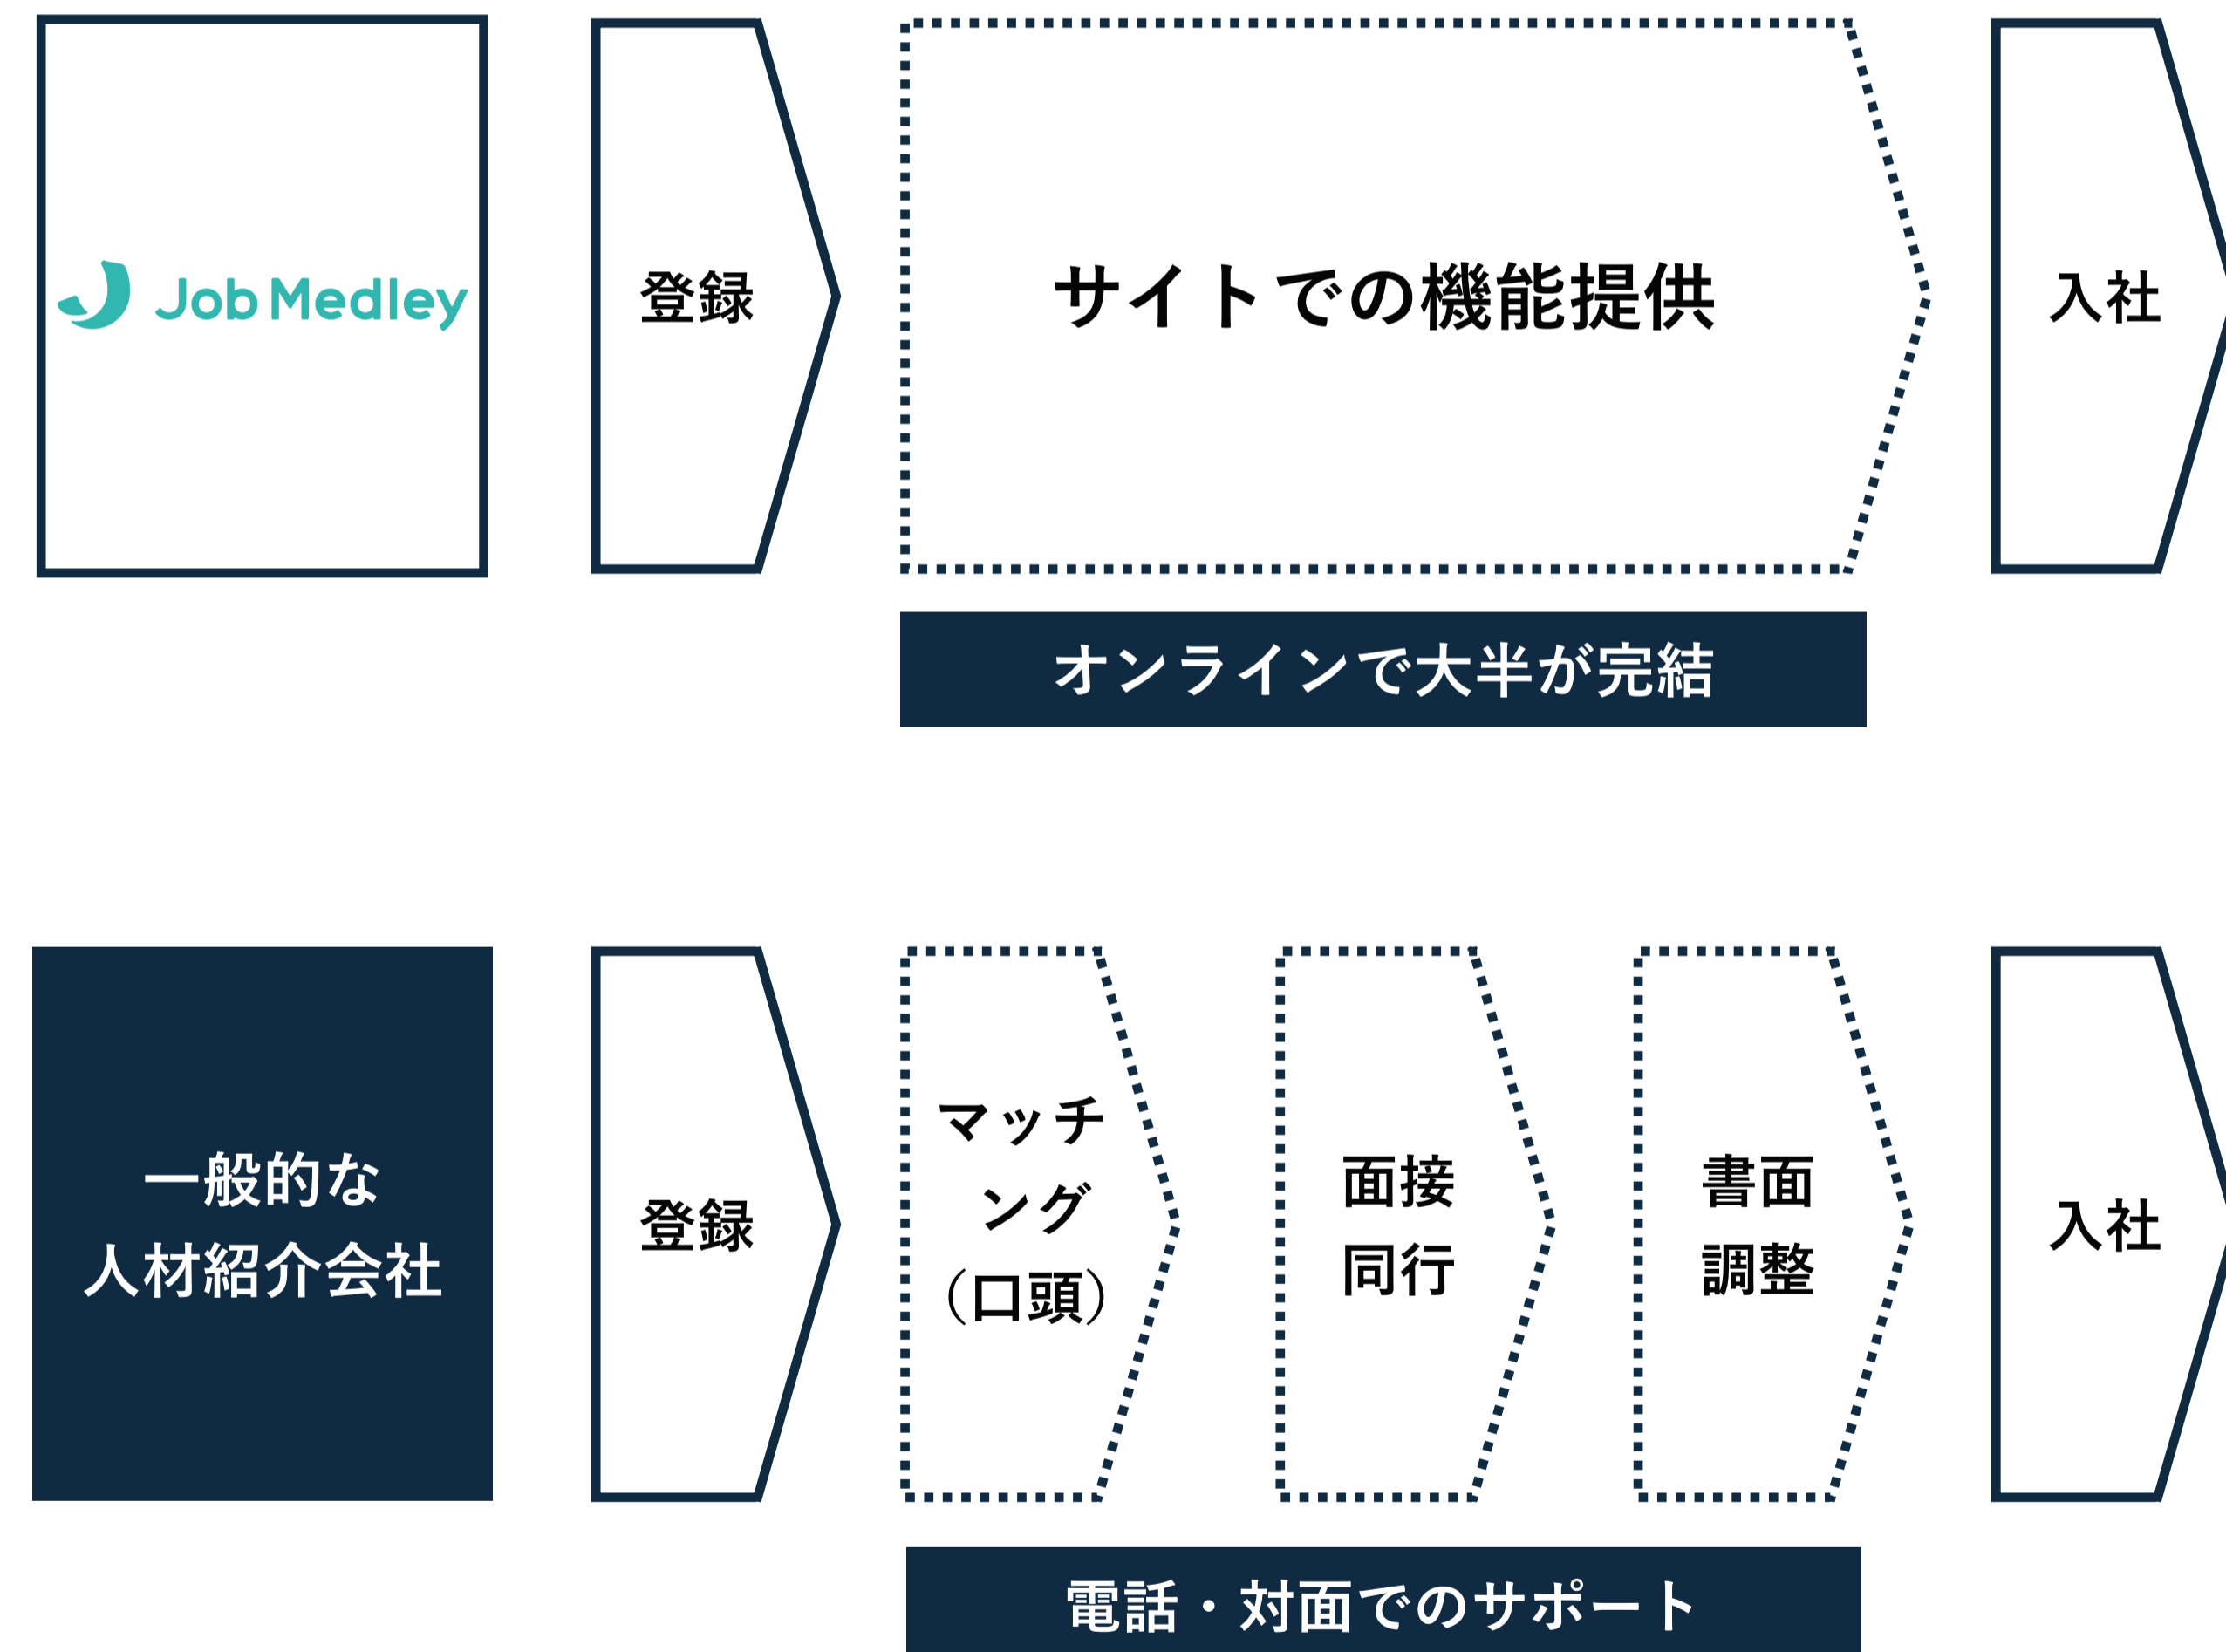 Job Medley
登録
サイトでの機能提供
入社
オンラインで大半が完結
一般的な
人材紹介会社
登録
マッチ
ング
（口頭）
面接
同行
書面
調整
入社
電話・対面でのサポート